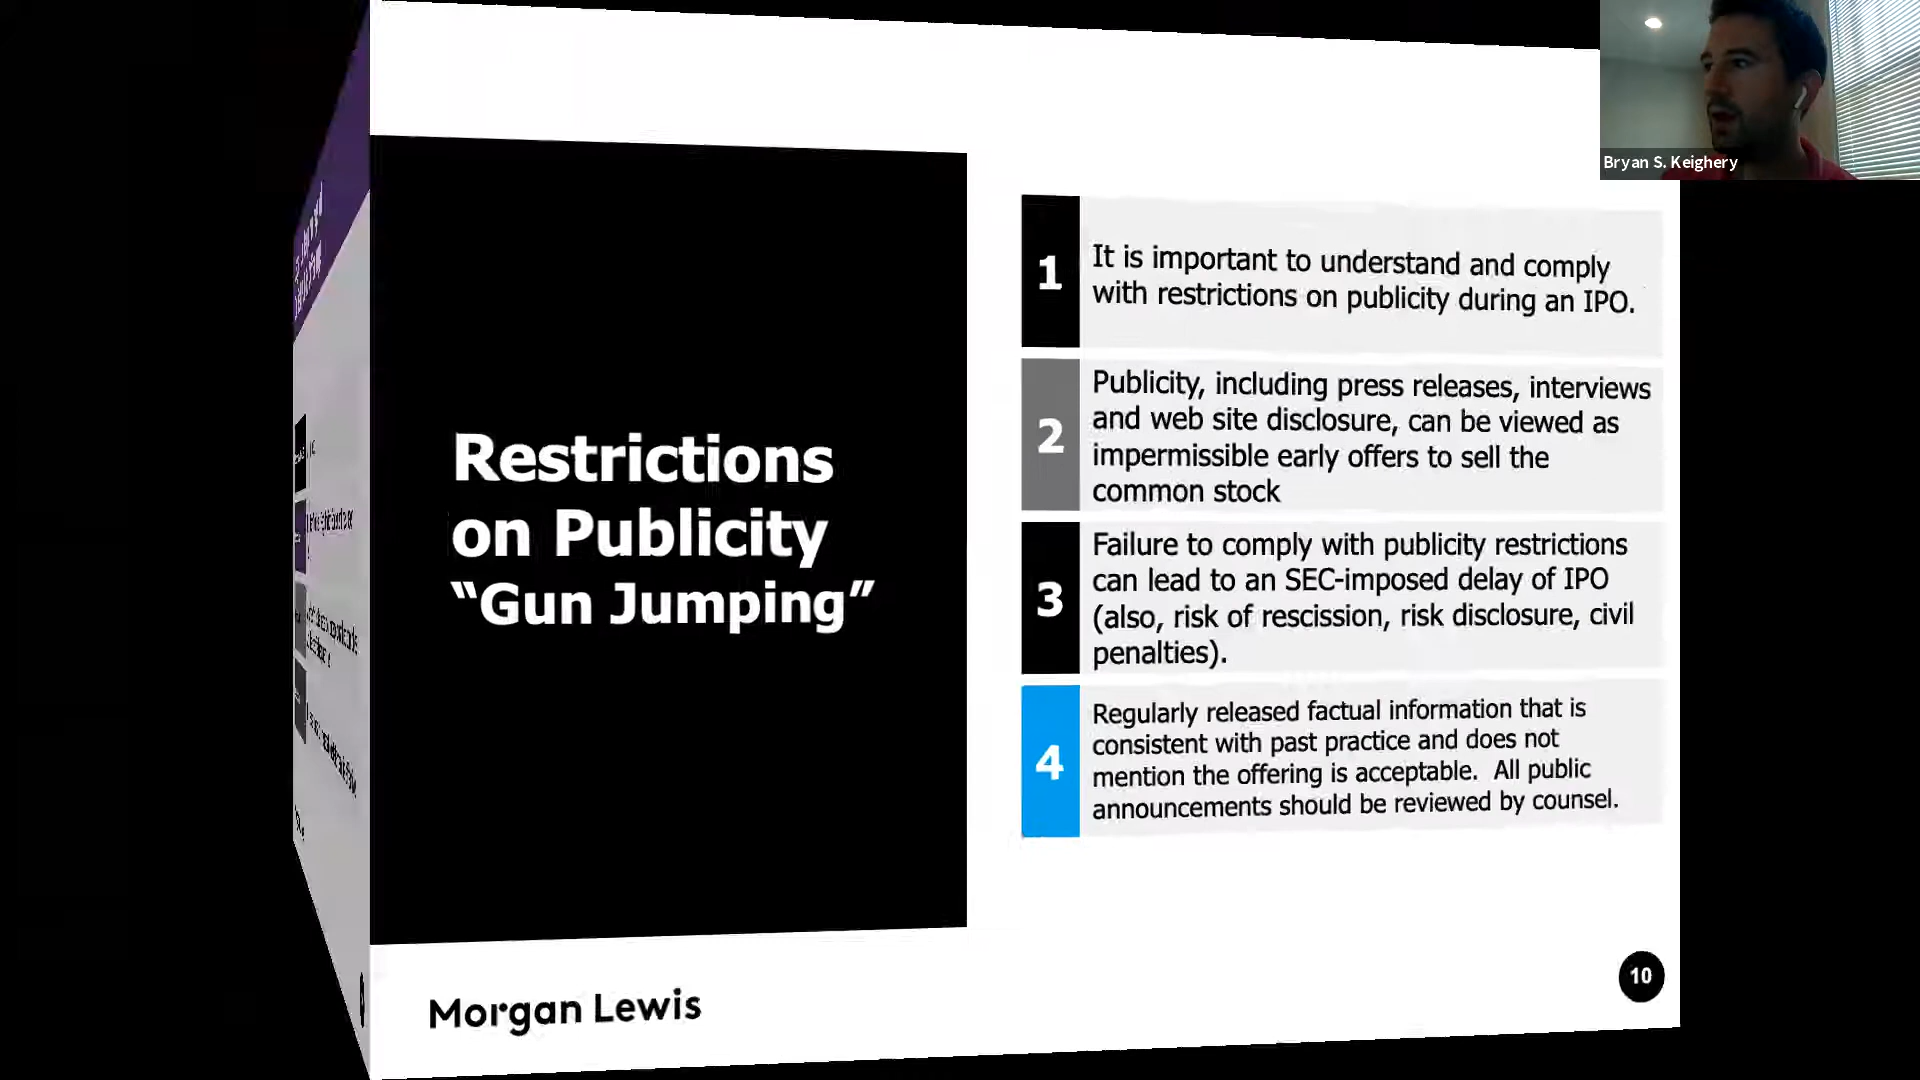 Bryan S. Keighery
Restrictions
on Publicity
“Gun Jumping”
1
It is important to understand and comply
with restrictions on publicity during an IPO.
2
Publicity, including press releases, interviews
and web site disclosure, can be viewed as
impermissible early offers to sell the
common stock
3
Failure to comply with publicity restrictions
can lead to an SEC-imposed delay of IPO
(also, risk of rescission, risk disclosure, civil
penalties).
4
Regularly released factual information that is
consistent with past practice and does not
mention the offering is acceptable.  All public
announcements should be reviewed by counsel.
Morgan Lewis
10